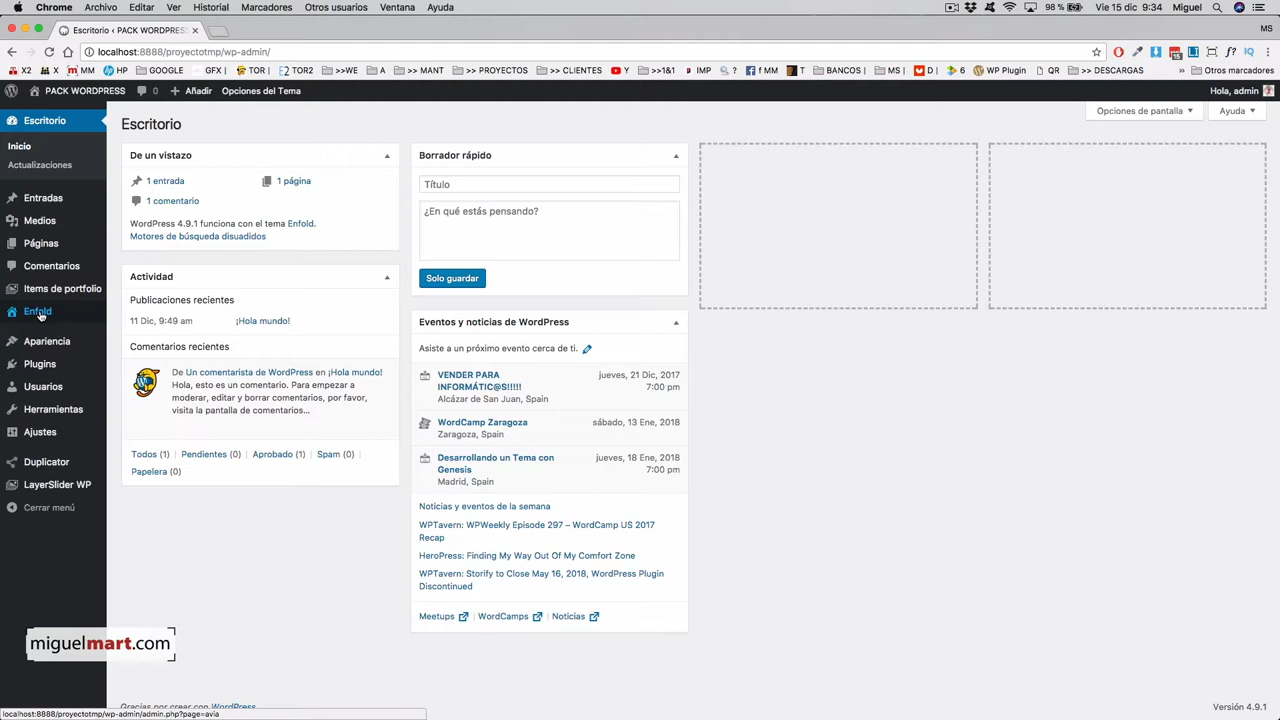 Chrome Archivo Editar Ver Historial Marcadores Otros usuarios Ventana Ayuda 98 % Vie 15 dic 9:34 Miguel
Escritorio ‹ PACK WORDPRESS MS
localhost:8888/proyectotmp/wp-admin/
X2 X MM HP GOOGLE GFX TOR TOR2 >>WE A >> MANT >> PROYECTOS >> CLIENTES Y >>1&1 IMP ? f MM T BANCOS MS D 6 WP Plugin QR >> DESCARGAS » Otros marcadores
PACK WORDPRESS 0 Añadir Opciones del Tema Hola, admin
Opciones de pantalla Ayuda
Escritorio
Inicio
Actualizaciones
Entradas
Medios
Páginas
Comentarios
Items de portfolio
Enfold
Apariencia
Plugins
Usuarios
Herramientas
Ajustes
Duplicator
LayerSlider WP
Cerrar menú
Escritorio
De un vistazo
1 entrada 1 página
1 comentario
WordPress 4.9.1 funciona con el tema Enfold.
Motores de búsqueda disuadidos
Actividad
Publicaciones recientes
11 Dic, 9:49 am ¡Hola mundo!
Comentarios recientes
De Un comentarista de WordPress en ¡Hola mundo!
Hola, esto es un comentario. Para empezar a
moderar, editar y borrar comentarios, por favor,
visita la pantalla de comentarios...
Todos (1) | Pendientes (0) | Aprobado (1) | Spam (0) |
Papelera (0)
Borrador rápido
Título
¿En qué estás pensando?
Solo guardar
Eventos y noticias de WordPress
Asiste a un próximo evento cerca de ti.
VENDER PARA jueves, 21 Dic, 2017
INFORMÁTIC@S!!!!! 7:00 pm
Alcázar de San Juan, Spain
WordCamp Zaragoza sábado, 13 Ene, 2018
Zaragoza, Spain
Desarrollando un Tema con jueves, 18 Ene, 2018
Genesis 7:00 pm
Madrid, Spain
Noticias y eventos de la semana
WPTavern: WPWeekly Episode 297 – WordCamp US 2017
Recap
HeroPress: Finding My Way Out Of My Comfort Zone
WPTavern: Storify to Close May 16, 2018, WordPress Plugin
Discontinued
Meetups | WordCamps | Noticias
miguelmart.com
Gracias por crear con WordPress. Versión 4.9.1
localhost:8888/proyectotmp/wp-admin/admin.php?page=avia